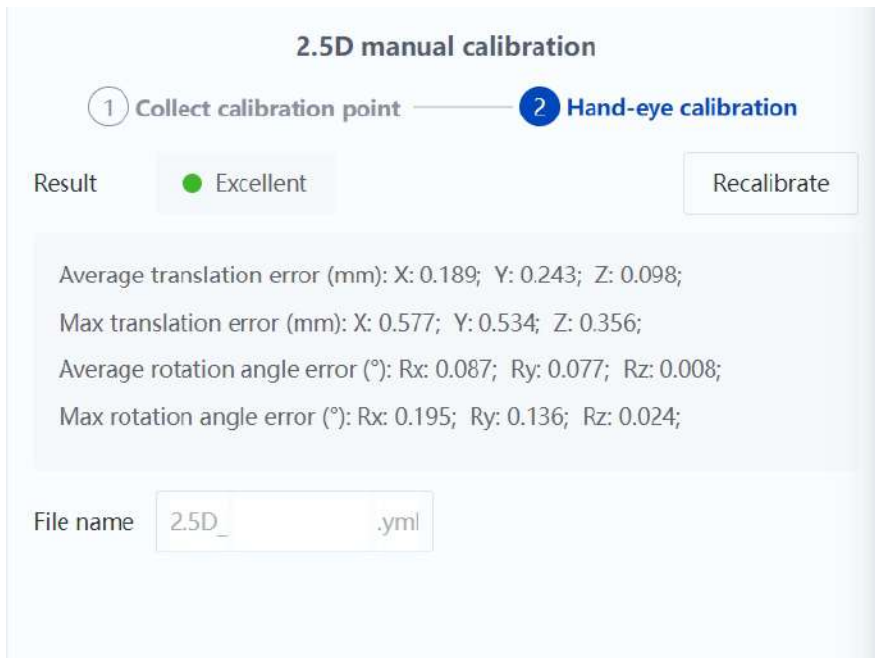 2.5D manual calibration
1 Collect calibration point 2 Hand-eye calibration
Result Excellent Recalibrate
Average translation error (mm): X: 0.189; Y: 0.243; Z: 0.098;
Max translation error (mm): X: 0.577; Y: 0.534; Z: 0.356;
Average rotation angle error (°): Rx: 0.087; Ry: 0.077; Rz: 0.008;
Max rotation angle error (°): Rx: 0.195; Ry: 0.136; Rz: 0.024;
File name 2.5D_ .yml